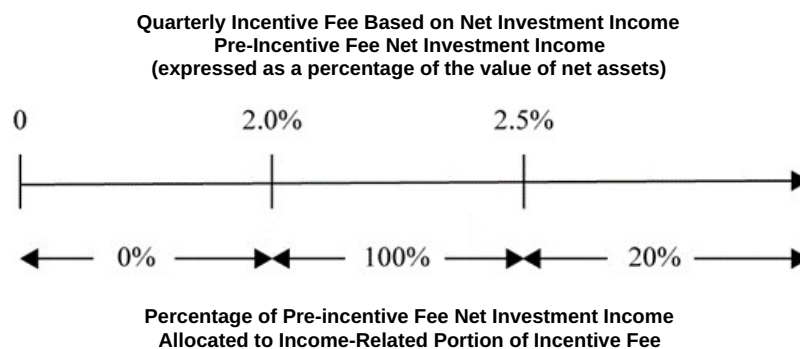 Quarterly Incentive Fee Based on Net Investment Income
Pre-Incentive Fee Net Investment Income
(expressed as a percentage of the value of net assets)
0 2.0% 2.5%
0% 100% 20%
Percentage of Pre-incentive Fee Net Investment Income
Allocated to Income-Related Portion of Incentive Fee